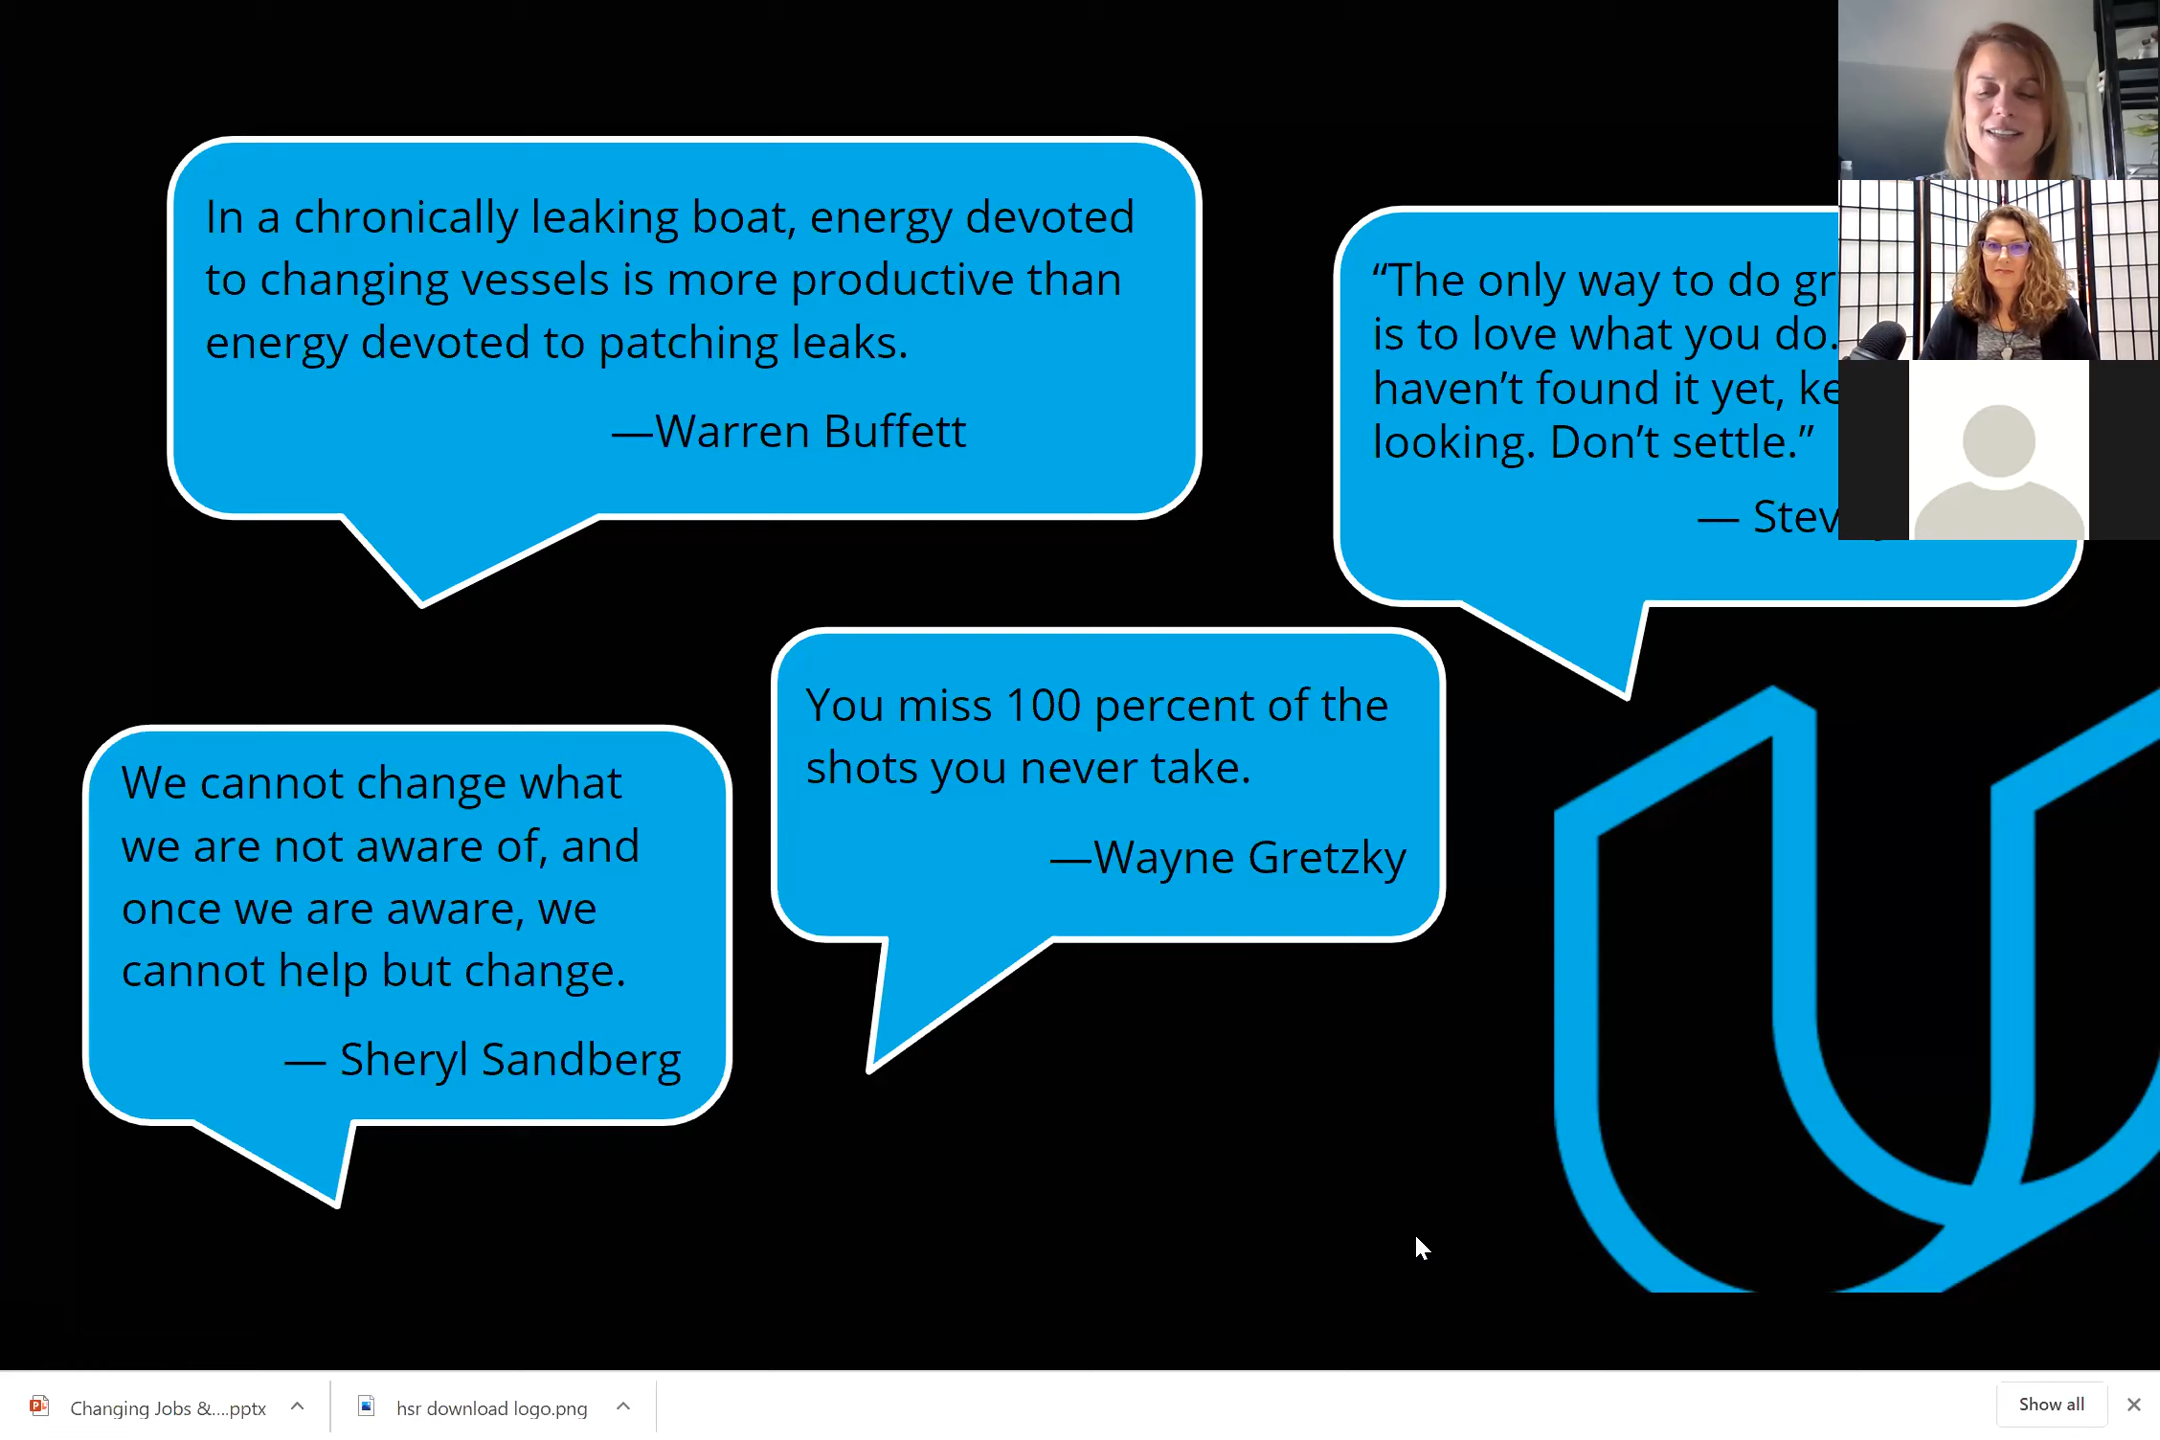 In a chronically leaking boat, energy devoted
to changing vessels is more productive than
energy devoted to patching leaks.
—Warren Buffett
“The only way to do
is to love what you do.
haven’t found it yet,
looking. Don’t settle.”
—
You miss 100 percent of the
shots you never take.
—Wayne Gretzky
We cannot change what
we are not aware of, and
once we are aware, we
cannot help but change.
— Sheryl Sandberg
Changing Jobs &....pptx
hsr download logo.png
Show all